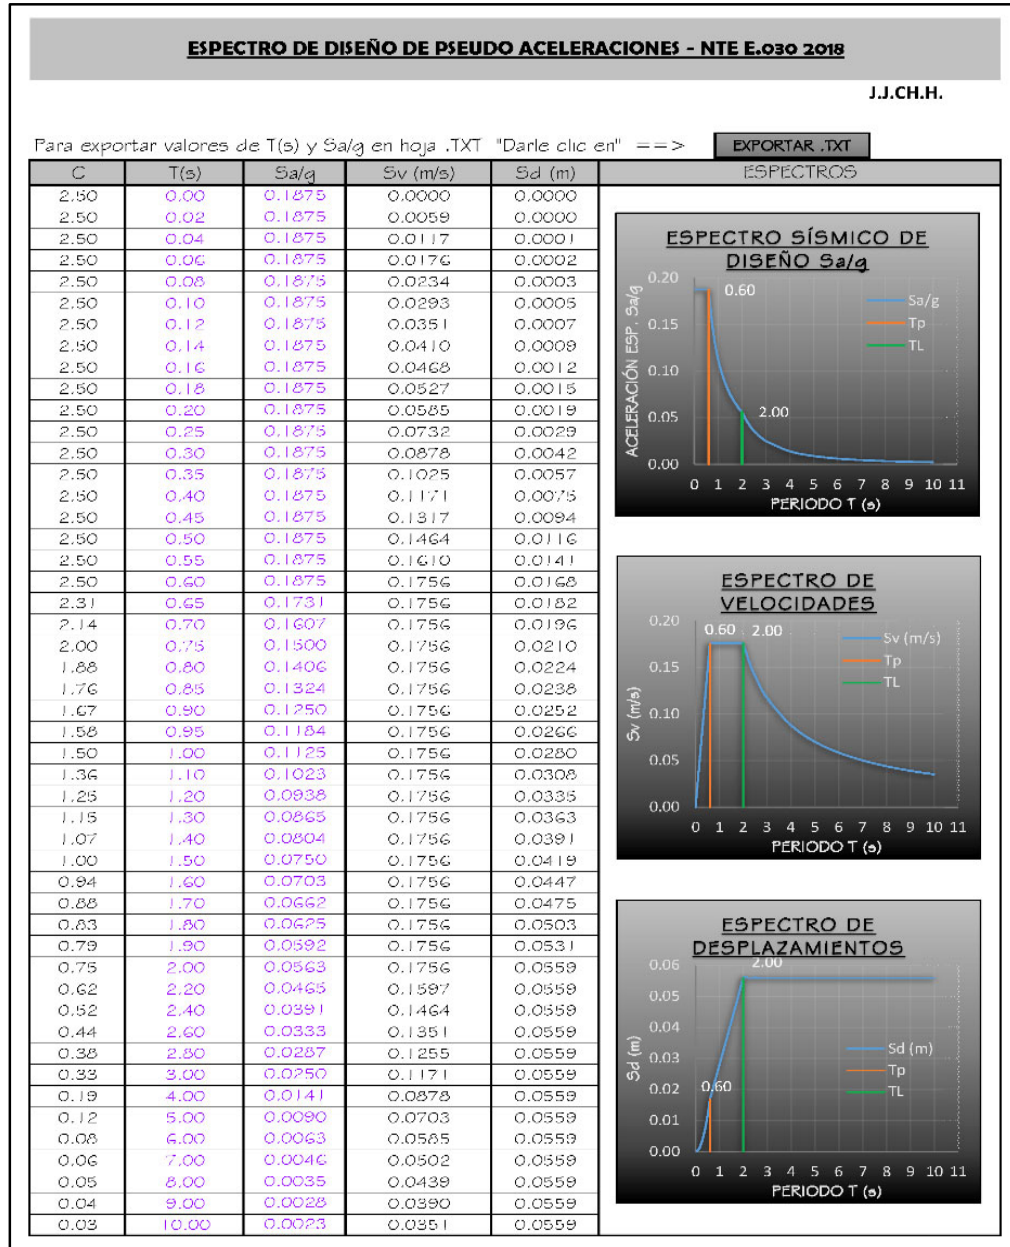 ESPECTRO DE DISEÑO DE PSEUDO ACELERACIONES - NTE E.030 2018
J.J.CH.H.
Para exportar valores de T(s) y Sa/g en hoja .TXT "Darle clic en" ==> EXPORTAR .TXT
C T(s) Sa/g Sv (m/s) Sd (m) ESPECTROS
2.50 0.00 0.1875 0.0000 0.0000
2.50 0.02 0.1875 0.0059 0.0000
2.50 0.04 0.1875 0.0117 0.0001
2.50 0.06 0.1875 0.0176 0.0002
2.50 0.08 0.1875 0.0234 0.0003
2.50 0.10 0.1875 0.0293 0.0005
2.50 0.12 0.1875 0.0351 0.0007
2.50 0.14 0.1875 0.0410 0.0009
2.50 0.16 0.1875 0.0468 0.0012
2.50 0.18 0.1875 0.0527 0.0015
2.50 0.20 0.1875 0.0585 0.0019
2.50 0.25 0.1875 0.0732 0.0029
2.50 0.30 0.1875 0.0878 0.0042
2.50 0.35 0.1875 0.1025 0.0057
2.50 0.40 0.1875 0.1171 0.0075
2.50 0.45 0.1875 0.1317 0.0094
2.50 0.50 0.1875 0.1464 0.0116
2.50 0.55 0.1875 0.1610 0.0141
2.50 0.60 0.1875 0.1756 0.0168
2.31 0.65 0.1731 0.1756 0.0182
2.14 0.70 0.1607 0.1756 0.0196
2.00 0.75 0.1500 0.1756 0.0210
1.88 0.80 0.1406 0.1756 0.0224
1.76 0.85 0.1324 0.1756 0.0238
1.67 0.90 0.1250 0.1756 0.0252
1.58 0.95 0.1184 0.1756 0.0266
1.50 1.00 0.1125 0.1756 0.0280
1.36 1.10 0.1023 0.1756 0.0308
1.25 1.20 0.0938 0.1756 0.0335
1.15 1.30 0.0865 0.1756 0.0363
1.07 1.40 0.0804 0.1756 0.0391
1.00 1.50 0.0750 0.1756 0.0419
0.94 1.60 0.0703 0.1756 0.0447
0.88 1.70 0.0662 0.1756 0.0475
0.83 1.80 0.0625 0.1756 0.0503
0.79 1.90 0.0592 0.1756 0.0531
0.75 2.00 0.0563 0.1756 0.0559
0.62 2.20 0.0465 0.1597 0.0559
0.52 2.40 0.0391 0.1464 0.0559
0.44 2.60 0.0333 0.1351 0.0559
0.38 2.80 0.0287 0.1255 0.0559
0.33 3.00 0.0250 0.1171 0.0559
0.19 4.00 0.0141 0.0878 0.0559
0.12 5.00 0.0090 0.0703 0.0559
0.08 6.00 0.0063 0.0585 0.0559
0.06 7.00 0.0046 0.0502 0.0559
0.05 8.00 0.0035 0.0439 0.0559
0.04 9.00 0.0028 0.0390 0.0559
0.03 10.00 0.0023 0.0351 0.0559
ESPECTRO SÍSMICO DE
DISEÑO Sa/g
ACELERACIÓN ESP. Sa/g
0.20
0.15
0.10
0.05
0.00
0.60
2.00
Sa/g
Tp
TL
0 1 2 3 4 5 6 7 8 9 10 11
PERIODO T (s)
ESPECTRO DE
VELOCIDADES
Sv (m/s)
0.20
0.15
0.10
0.05
0.00
0.60 2.00
Sv (m/s)
Tp
TL
0 1 2 3 4 5 6 7 8 9 10 11
PERIODO T (s)
ESPECTRO DE
DESPLAZAMIENTOS
Sd (m)
0.06
0.05
0.04
0.03
0.02
0.01
0.00
2.00
0.60
Sd (m)
Tp
TL
0 1 2 3 4 5 6 7 8 9 10 11
PERIODO T (s)